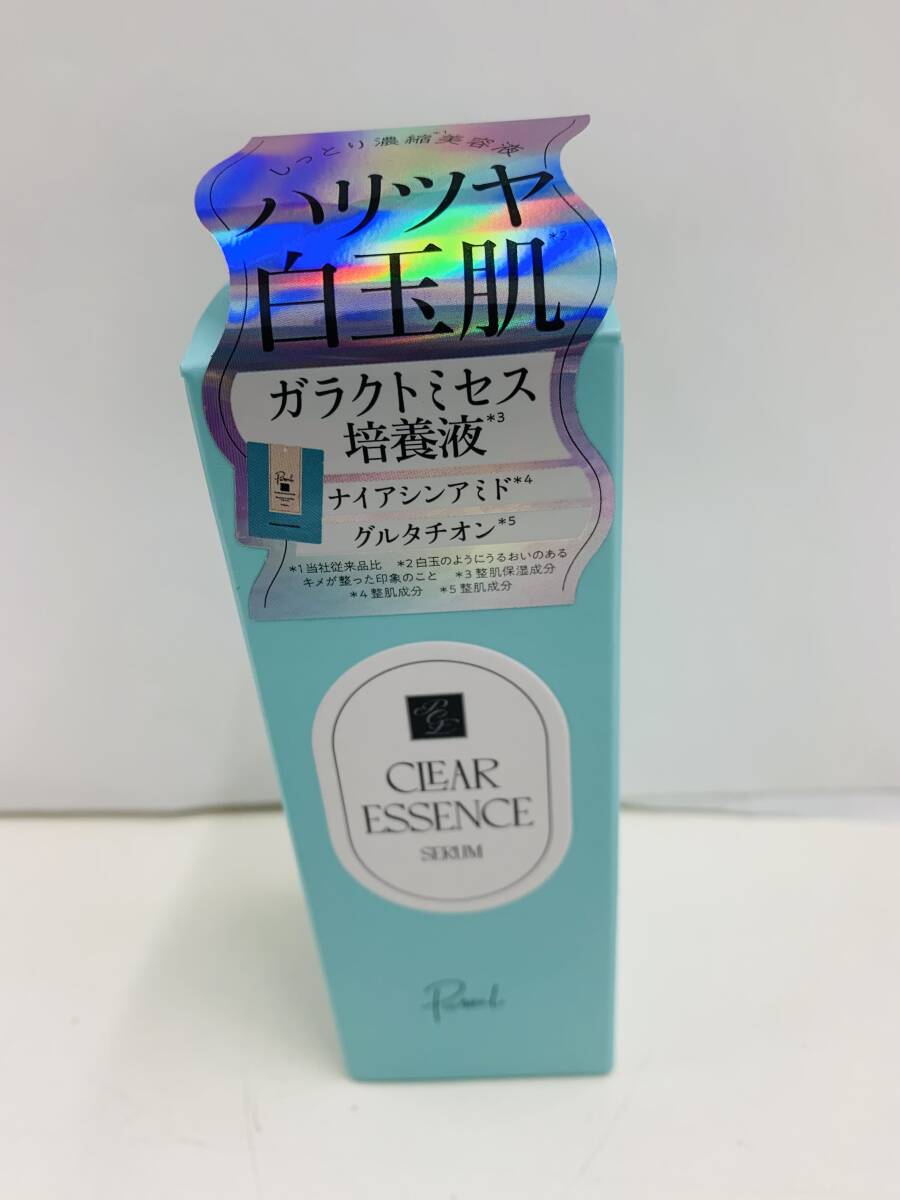 しっとり濃縮*1美容液
ハリツヤ
白玉肌*2
ガラクトミセス
培養液*3
ナイアシンアミド*4
グルタチオン*5
*1当社従来品比 *2白玉のようにうるおいのある
キメが整った印象のこと *3整肌保湿成分
*4整肌成分 *5整肌成分
PCE
CLEAR
ESSENCE
SERUM